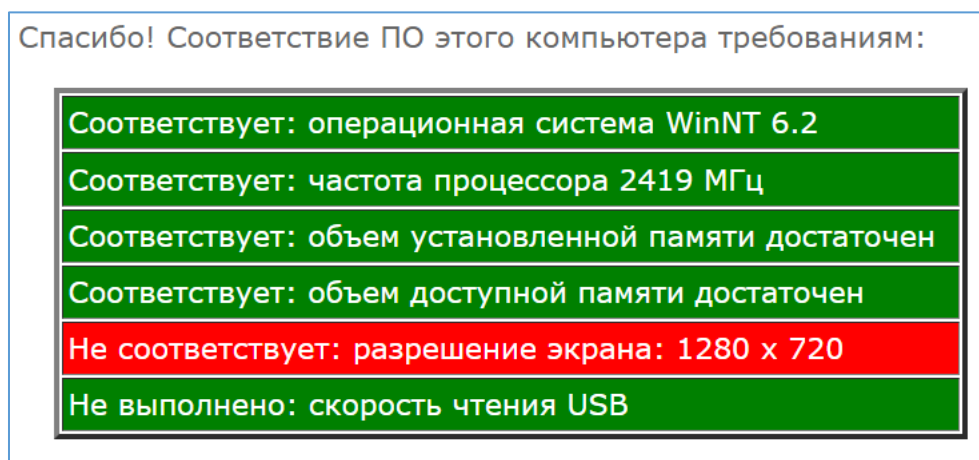 Спасибо! Соответствие ПО этого компьютера требованиям:
Соответствует: операционная система WinNT 6.2
Соответствует: частота процессора 2419 МГц
Соответствует: объем установленной памяти достаточен
Соответствует: объем доступной памяти достаточен
Не соответствует: разрешение экрана: 1280 x 720
Не выполнено: скорость чтения USB